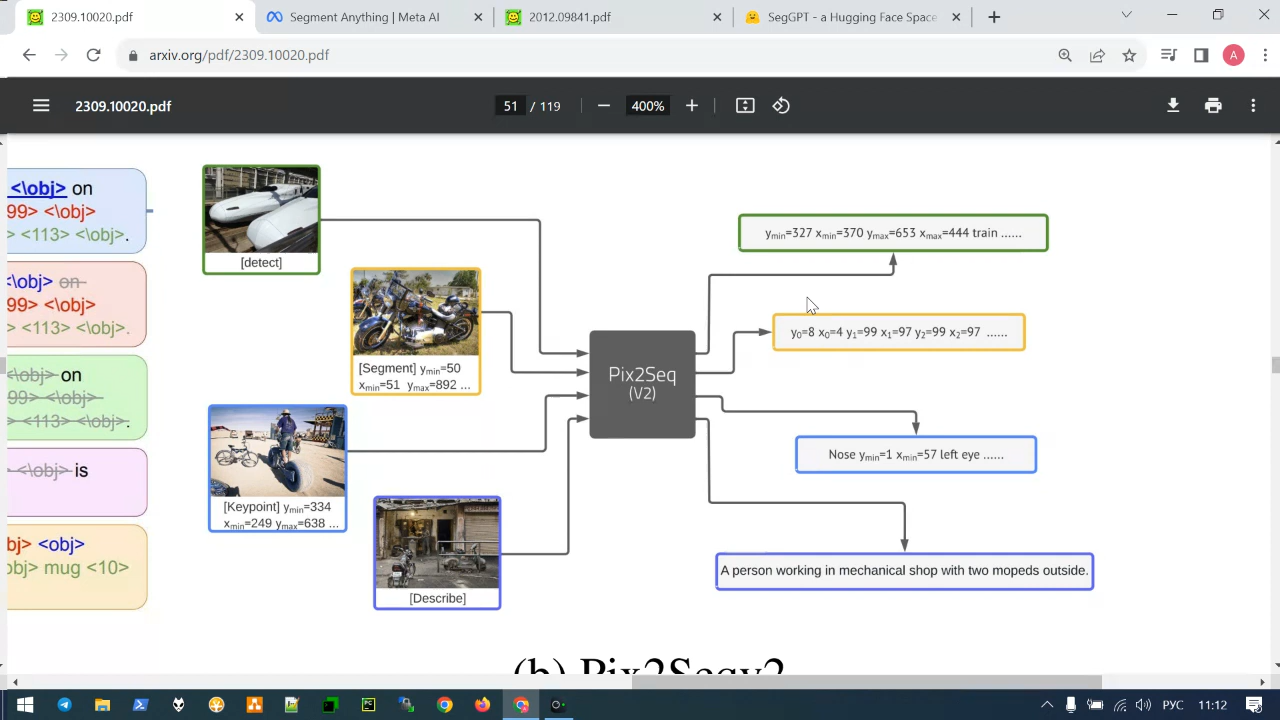 2309.10020.pdf
Segment Anything | Meta AI
2012.09841.pdf
SegGPT - a Hugging Face Space
arxiv.org/pdf/2309.10020.pdf
A
2309.10020.pdf
51 / 119
400%
<\obj> on
99> <\obj>
> <113> <\obj>.
<\obj> on
99> <\obj>
> <113> <\obj>.
<\obj> on
99> <\obj>
> <113> <\obj>.
<\obj> is
bj> <obj>
obj> mug <10>
[detect]
[Segment] ymin=50
xmin=51 ymax=892 ...
[Keypoint] ymin=334
xmin=249 ymax=638 ...
[Describe]
Pix2Seq
(V2)
ymin=327 xmin=370 ymax=653 xmax=444 train ......
y0=8 x0=4 y1=99 x1=97 y2=99 x2=97 ......
Nose ymin=1 xmin=57 left eye ......
A person working in mechanical shop with two mopeds outside.
(b) Pix2Seqv2
РУС
11:12